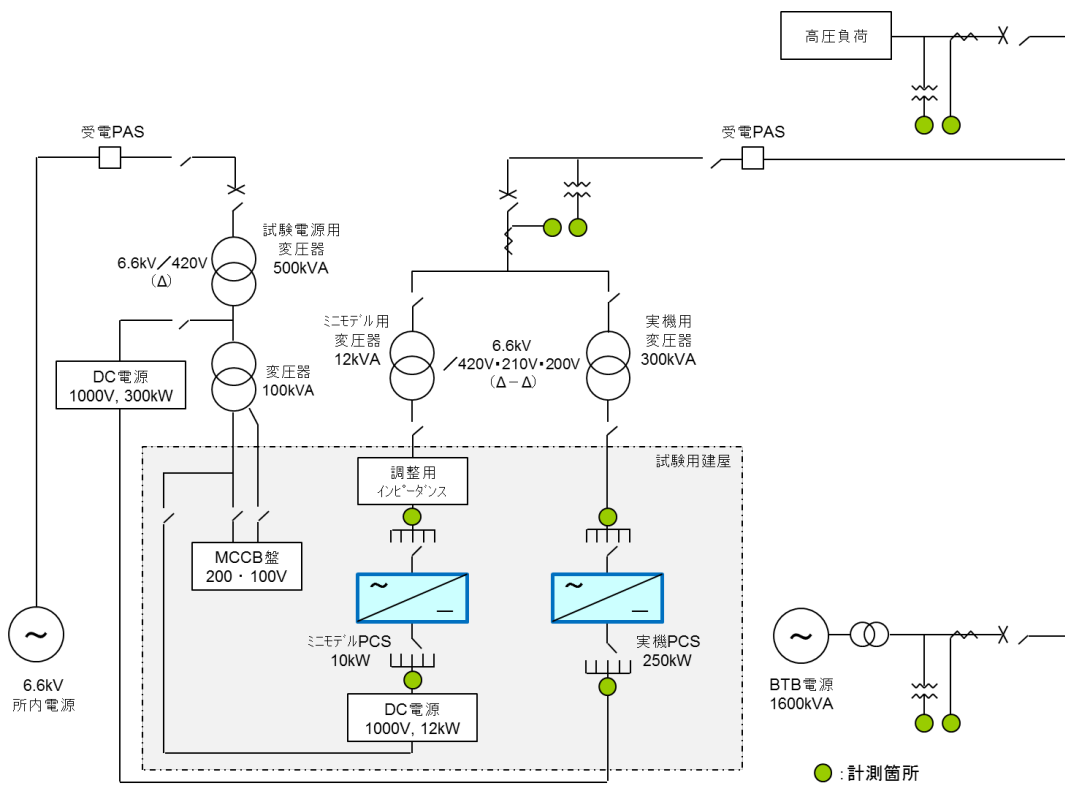 高圧負荷
受電PAS
受電PAS
試験電源用
変圧器
500kVA
6.6kV／420V
（Δ）
ﾐﾆﾓﾃﾞﾙ用
変圧器
12kVA
6.6kV
／420V・210V・200V
（Δ－Δ）
実機用
変圧器
300kVA
DC電源
1000V, 300kW
変圧器
100kVA
試験用建屋
調整用
ｲﾝﾋﾟｰﾀﾞﾝｽ
MCCB盤
200・100V
~
~
ﾐﾆﾓﾃﾞﾙPCS
10kW
実機PCS
250kW
~
6.6kV
所内電源
~
BTB電源
1600kVA
DC電源
1000V, 12kW
：計測箇所